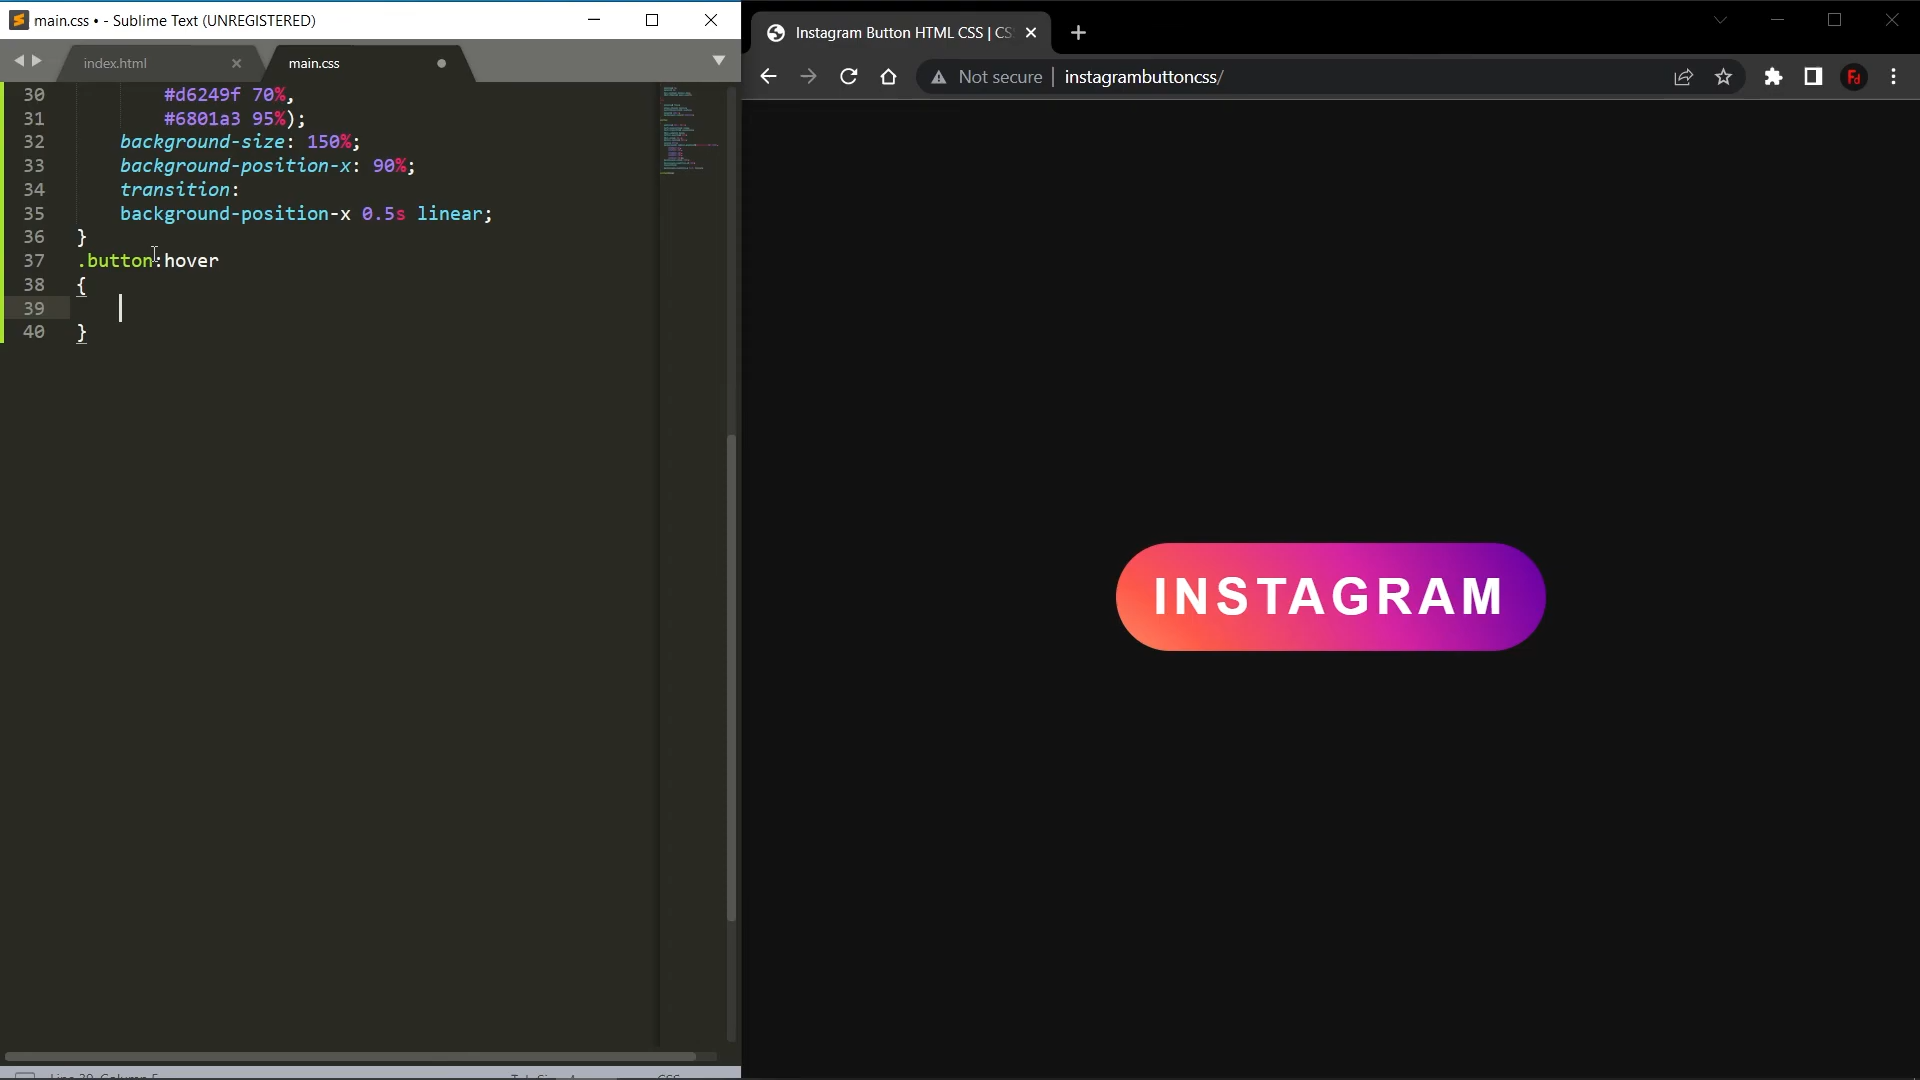 main.css • - Sublime Text (UNREGISTERED)
index.html
main.css
30 #d6249f 70%,
31 #6801a3 95%);
32 background-size: 150%;
33 background-position-x: 90%;
34 transition:
35 background-position-x 0.5s linear;
36 }
37 .button:hover
38 {
39
40 }
Instagram Button HTML CSS | CS
Not secure | instagrambuttoncss/
Fd
INSTAGRAM